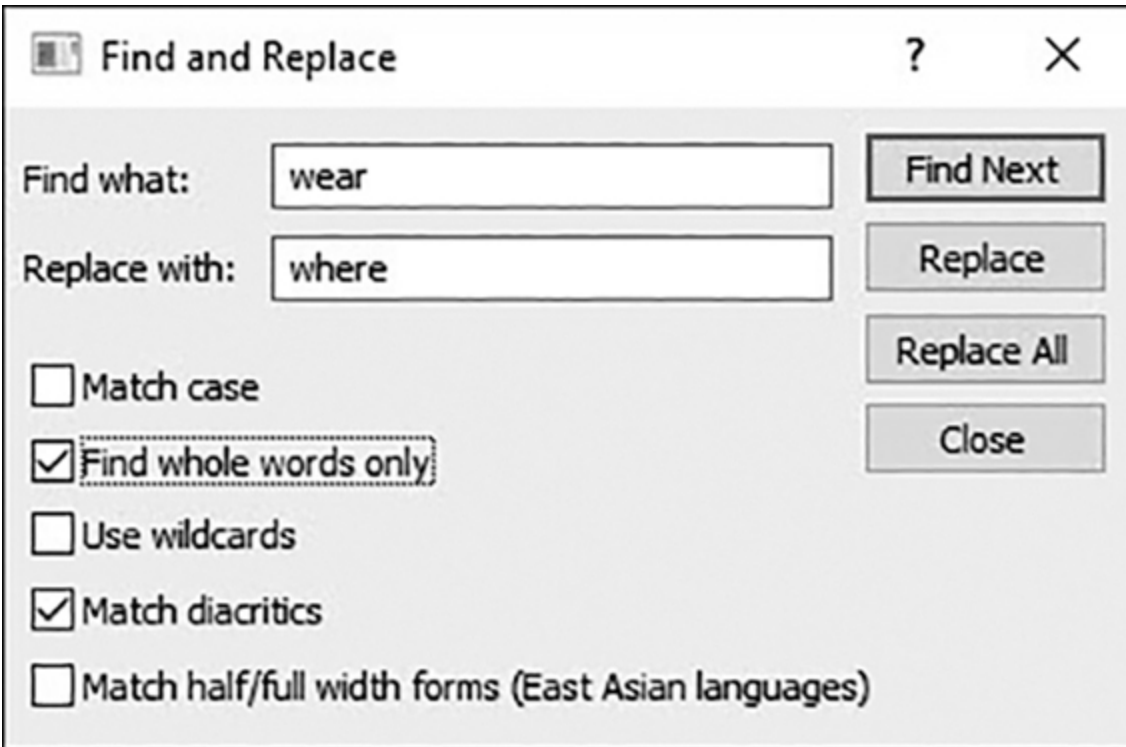 Find and Replace ?
Find what: wear Find Next
Replace with: where Replace
Replace All
Match case
Close
Find whole words only
Use wildcards
Match diacritics
Match half/full width forms (East Asian languages)